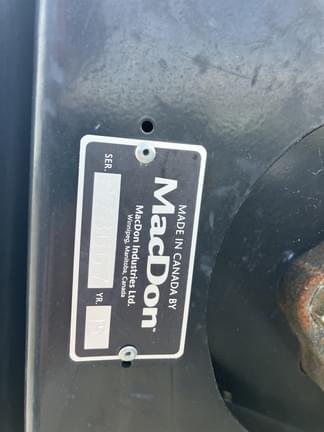 MADE IN CANADA BY
MacDon
MacDon Industries Ltd.
Winnipeg, Manitoba, Canada
SER. YR.